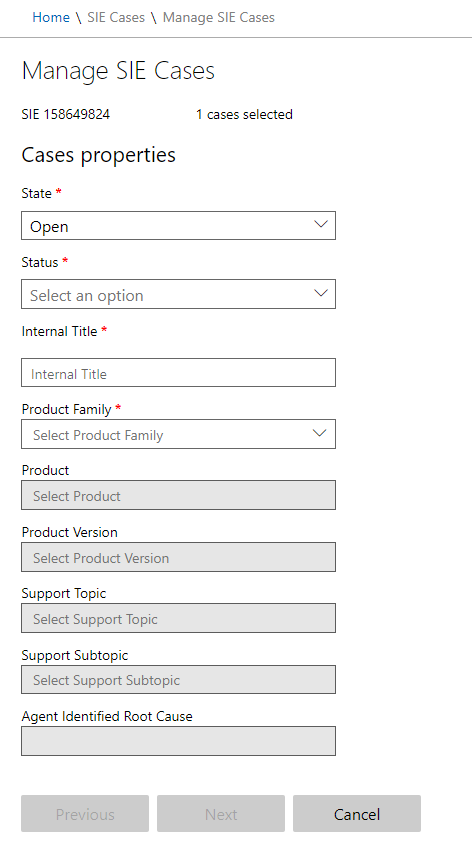 Home \ SIE Cases \ Manage SIE Cases
Manage SIE Cases
SIE 158649824 1 cases selected
Cases properties
State *
Open
Status *
Select an option
Internal Title *
Internal Title
Product Family *
Select Product Family
Product
Select Product
Product Version
Select Product Version
Support Topic
Select Support Topic
Support Subtopic
Select Support Subtopic
Agent Identified Root Cause
Previous Next Cancel